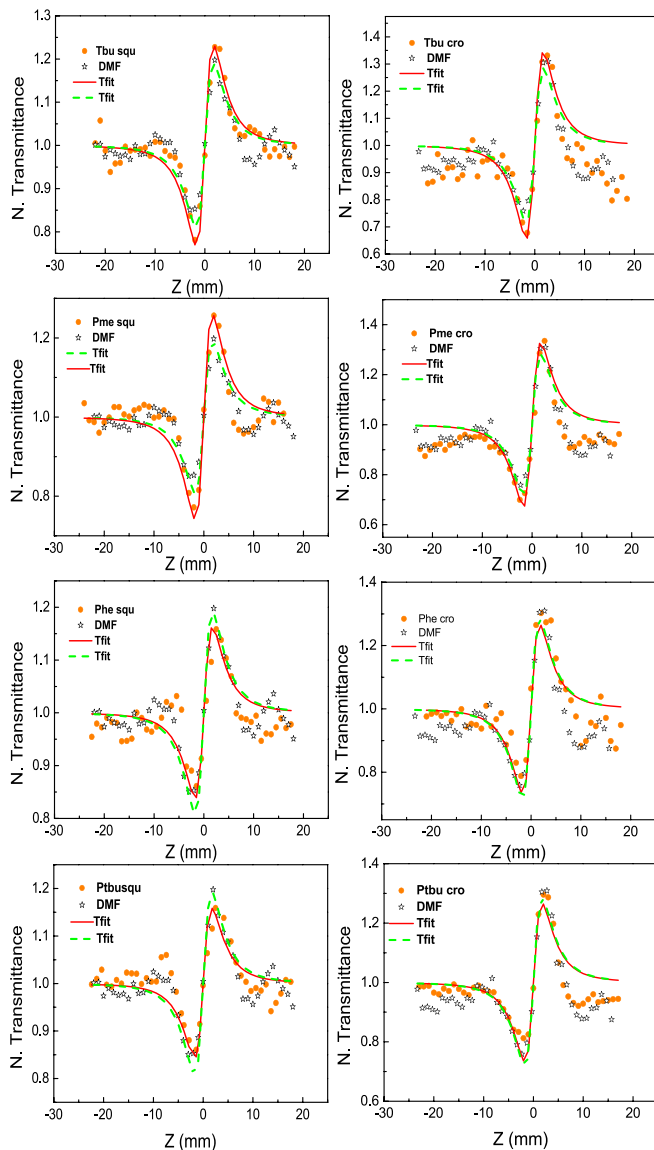 1.3
1.2
1.1
1.0
0.9
0.8
N. Transmittance
Tbu squ
DMF
Tfit
Tfit
-30 -20 -10 0 10 20
Z (mm)
1.4
1.3
1.2
1.1
1.0
0.9
0.8
0.7
0.6
N. Transmittance
Tbu cro
DMF
Tfit
Tfit
-30 -20 -10 0 10 20
Z (mm)
1.2
1.0
0.8
N. Transmittance
Pme squ
DMF
Tfit
Tfit
-30 -20 -10 0 10 20
Z (mm)
1.4
1.2
1.0
0.8
0.6
N. Transmittance
Pme cro
DMF
Tfit
Tfit
-30 -20 -10 0 10 20
Z (mm)
1.2
1.1
1.0
0.9
0.8
N. Transmittance
Phe squ
DMF
Tfit
Tfit
-30 -20 -10 0 10 20
Z (mm)
1.4
1.2
1.0
0.8
N. Transmittance
Phe cro
DMF
Tfit
Tfit
-30 -20 -10 0 10 20
Z (mm)
1.2
1.1
1.0
0.9
0.8
N. Transmittance
Ptbusqu
DMF
Tfit
Tfit
-30 -20 -10 0 10 20
Z (mm)
1.4
1.2
1.0
0.8
0.6
N. Transmittance
Ptbu cro
DMF
Tfit
Tfit
-30 -20 -10 0 10 20
Z (mm)